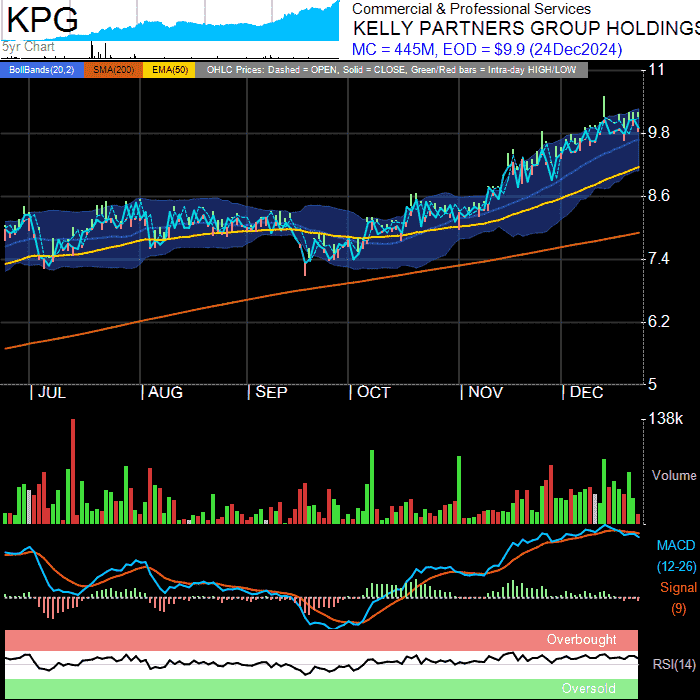 KPG
5yr Chart
Commercial & Professional Services
KELLY PARTNERS GROUP HOLDINGS
MC = 445M, EOD = $9.9 (24Dec2024)
BollBands(20,2) SMA(200) EMA(50) OHLC Prices: Dashed = OPEN, Solid = CLOSE, Green/Red bars = Intra-day HIGH/LOW
11
9.8
8.6
7.4
6.2
5
| JUL | AUG | SEP | OCT | NOV | DEC
138k
Volume
MACD
(12-26)
Signal
(9)
Overbought
RSI(14)
Oversold